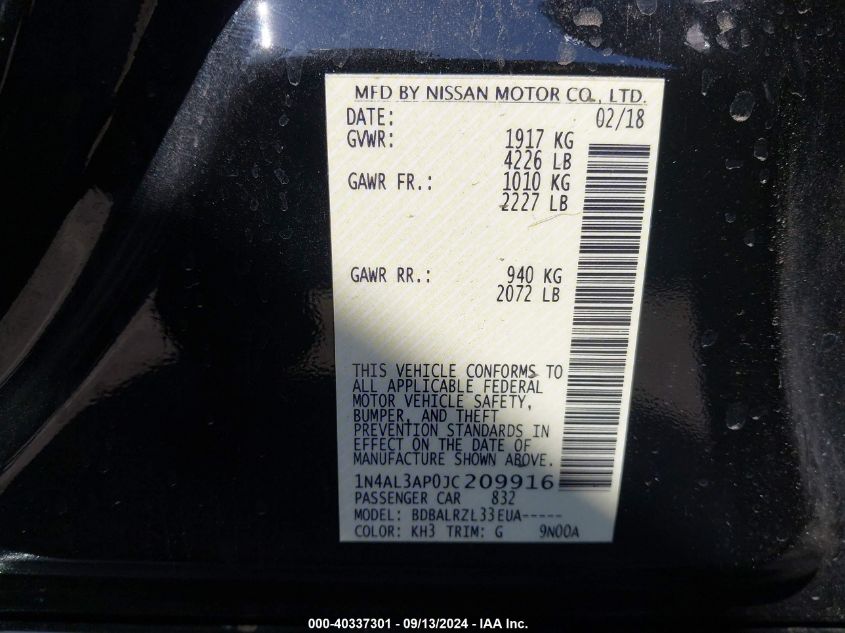 MFD BY NISSAN MOTOR CO., LTD.
DATE: 02/18
GVWR: 1917 KG
4226 LB
GAWR FR.: 1010 KG
2227 LB
GAWR RR.: 940 KG
2072 LB
THIS VEHICLE CONFORMS TO
ALL APPLICABLE FEDERAL
MOTOR VEHICLE SAFETY,
BUMPER, AND THEFT
PREVENTION STANDARDS IN
EFFECT ON THE DATE OF
MANUFACTURE SHOWN ABOVE.
1N4AL3AP0JC209916
PASSENGER CAR 832
MODEL: BDBALRZL33EUA-----
COLOR: KH3 TRIM: G 9N00A
000-40337301 - 09/13/2024 - IAA Inc.